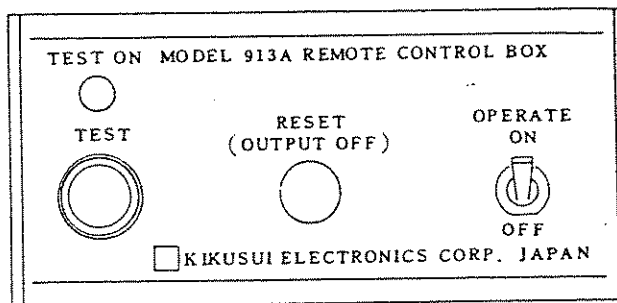 TEST ON MODEL 913A REMOTE CONTROL BOX
TEST
RESET
(OUTPUT OFF)
OPERATE
ON
OFF
KIKUSUI ELECTRONICS CORP. JAPAN